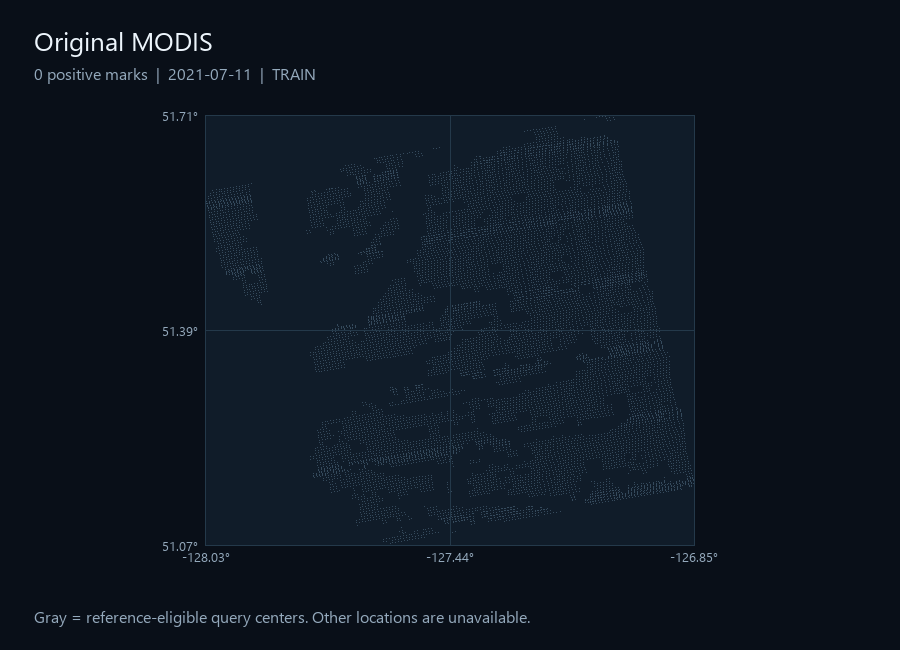 Original MODIS
0 positive marks | 2021-07-11 | TRAIN
51.71°
51.39°
51.07°
-128.03°
-127.44°
-126.85°
Gray = reference-eligible query centers. Other locations are unavailable.